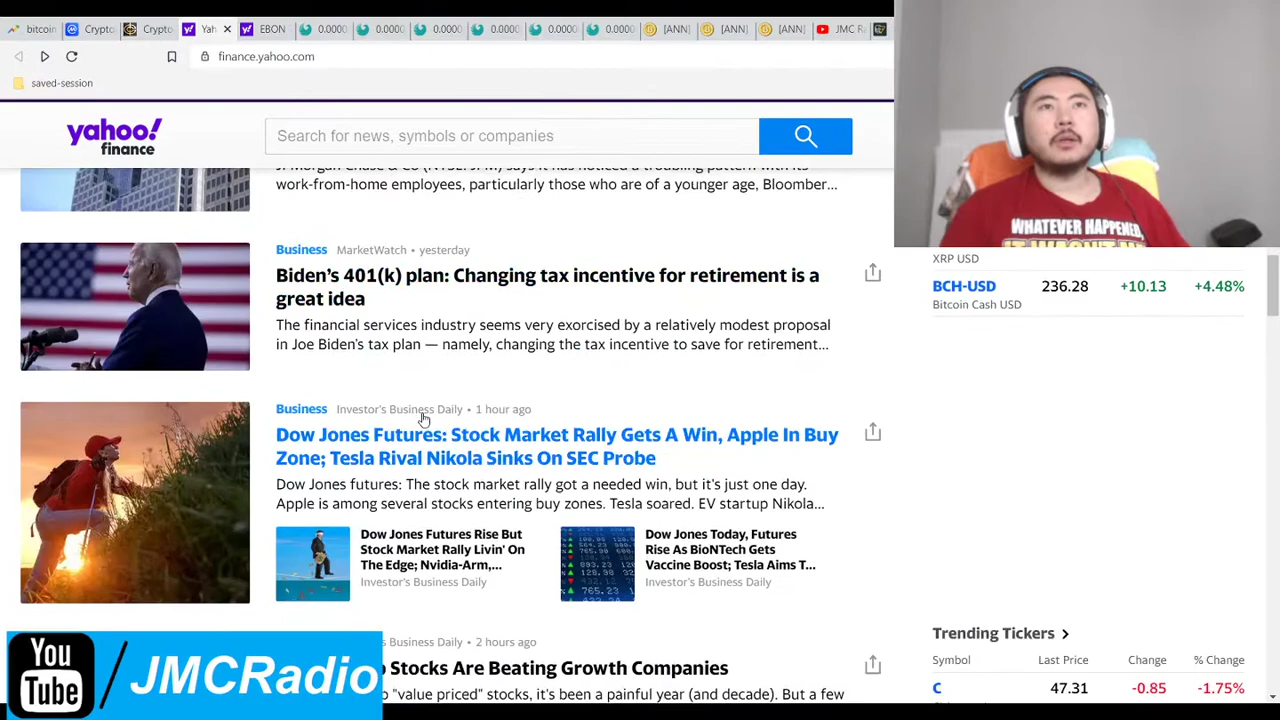 bitcoin
Crypto
Crypto
Yah
EBON
0.0000
0.0000
0.0000
0.0000
0.0000
0.0000
[ANN]
[ANN]
[ANN]
JMC R
finance.yahoo.com
saved-session
yahoo!
finance
Search for news, symbols or companies
work-from-home employees, particularly those who are of a younger age, Bloomber...
Business MarketWatch • yesterday
Biden's 401(k) plan: Changing tax incentive for retirement is a
great idea
The financial services industry seems very exorcised by a relatively modest proposal
in Joe Biden's tax plan — namely, changing the tax incentive to save for retirement...
Business Investor's Business Daily • 1 hour ago
Dow Jones Futures: Stock Market Rally Gets A Win, Apple In Buy
Zone; Tesla Rival Nikola Sinks On SEC Probe
Dow Jones futures: The stock market rally got a needed win, but it's just one day.
Apple is among several stocks entering buy zones. Tesla soared. EV startup Nikola...
Dow Jones Futures Rise But
Stock Market Rally Livin' On
The Edge; Nvidia-Arm,...
Investor's Business Daily
Dow Jones Today, Futures
Rise As BioNTech Gets
Vaccine Boost; Tesla Aims T...
Investor's Business Daily
s Business Daily • 2 hours ago
Stocks Are Beating Growth Companies
"value priced" stocks, it's been a painful year (and decade). But a few
WHATEVER HAPPENED,
XRP USD
BCH-USD 236.28 +10.13 +4.48%
Bitcoin Cash USD
Trending Tickers
Symbol Last Price Change % Change
C 47.31 -0.85 -1.75%
You
Tube
/JMCRadio